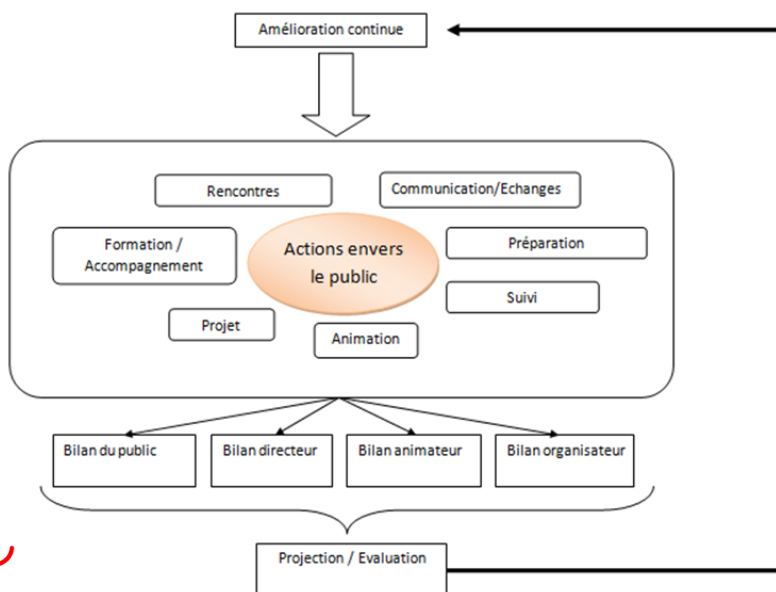 Amélioration continue
Rencontres
Communication/Echanges
Formation /
Accompagnement
Actions envers
le public
Préparation
Suivi
Projet
Animation
Bilan du public
Bilan directeur
Bilan animateur
Bilan organisateur
Projection / Evaluation